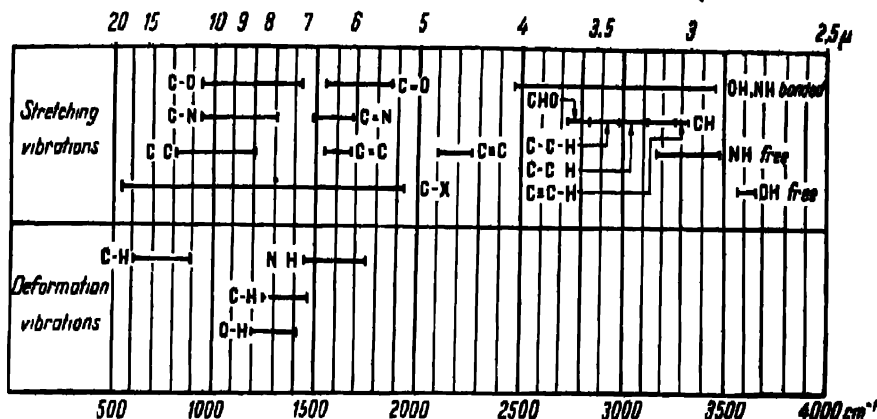 20 15 10 9 8 7 6 5 4 3.5 3 2,5 μ
Stretching
vibrations
C-O C=O OH,NH bonded
CHO
C-N C=N CH
C-C-H
C C C=C C≡C NH free
C-C H
C-X C≡C-H OH free
C-H N H
Deformation
vibrations
C-H
O-H
500 1000 1500 2000 2500 3000 3500 4000 cm⁻¹